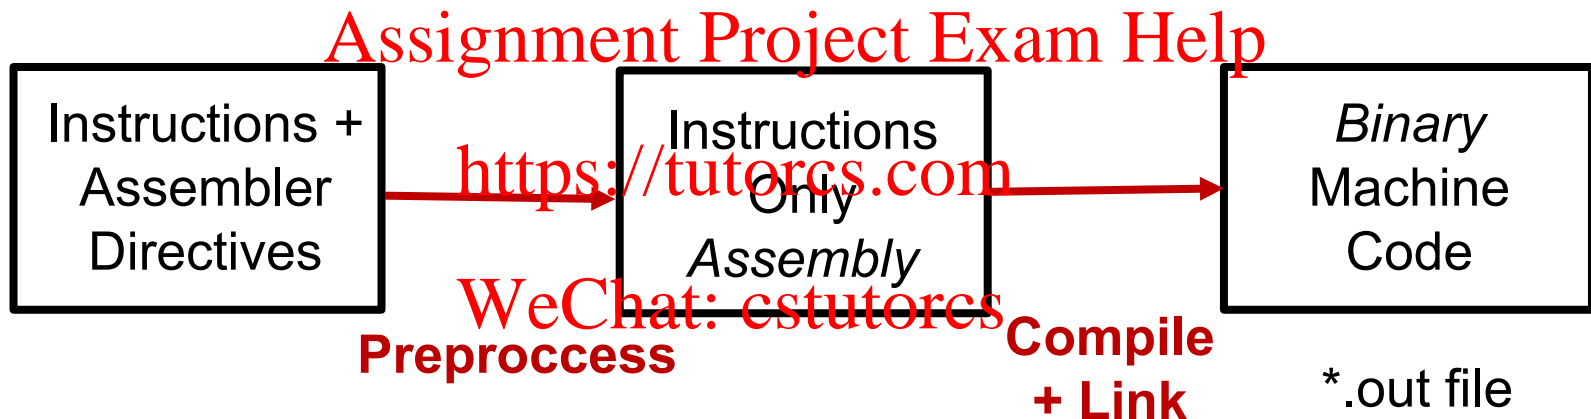 Assignment Project Exam Help
Instructions +
Assembler
Directives
Instructions
Only
Assembly
https://tutorcs.com
WeChat: cstutorcs
Binary
Machine
Code
Preproccess
Compile
+ Link
*.out file